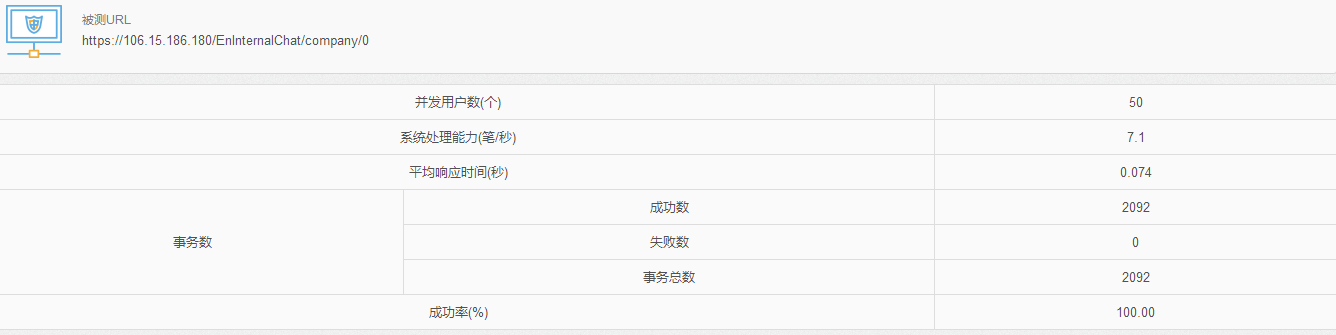 被测URL
https://106.15.186.180/EnInternalChat/company/0
并发用户数(个) 50
系统处理能力(笔/秒) 7.1
平均响应时间(秒) 0.074
事务数 成功数 2092
失败数 0
事务总数 2092
成功率(%) 100.00